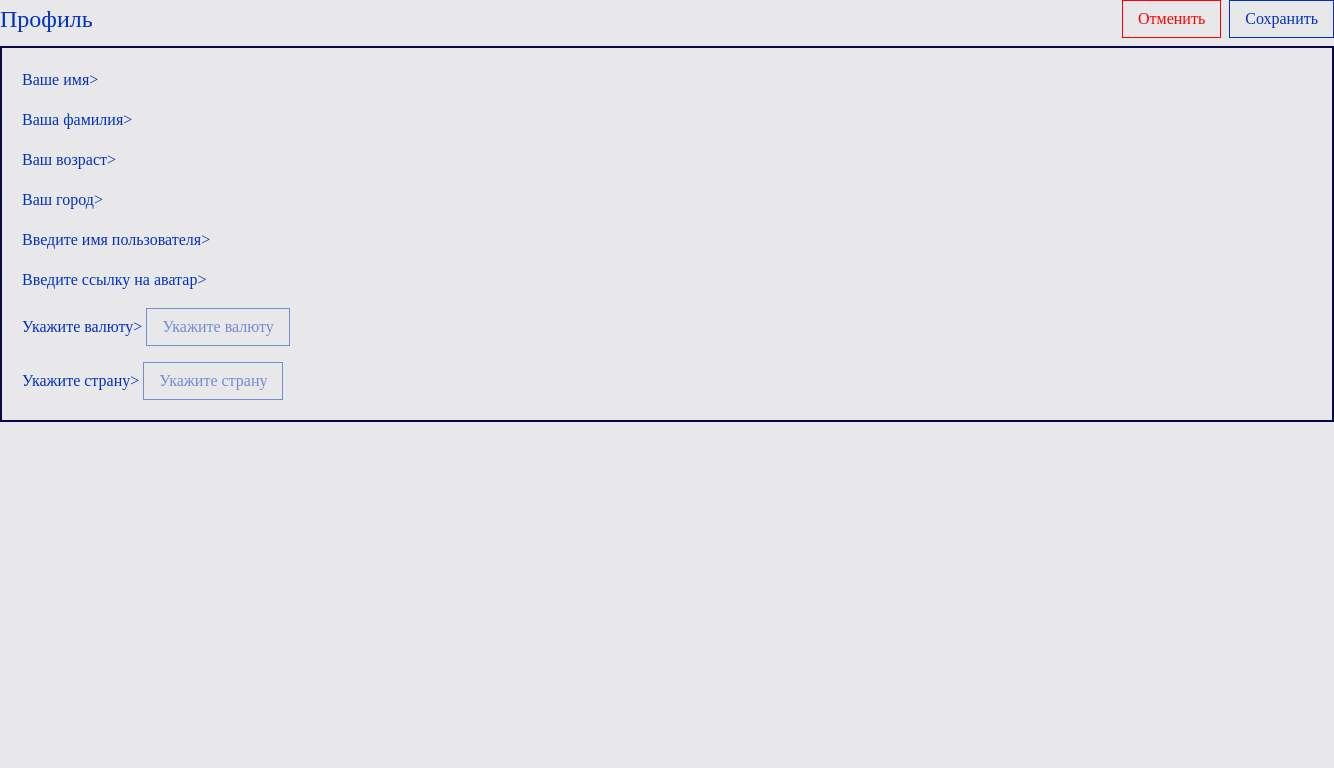 Профиль
Отменить
Сохранить
Ваше имя>
Ваша фамилия>
Ваш возраст>
Ваш город>
Введите имя пользователя>
Введите ссылку на аватар>
Укажите валюту> Укажите валюту
Укажите страну> Укажите страну